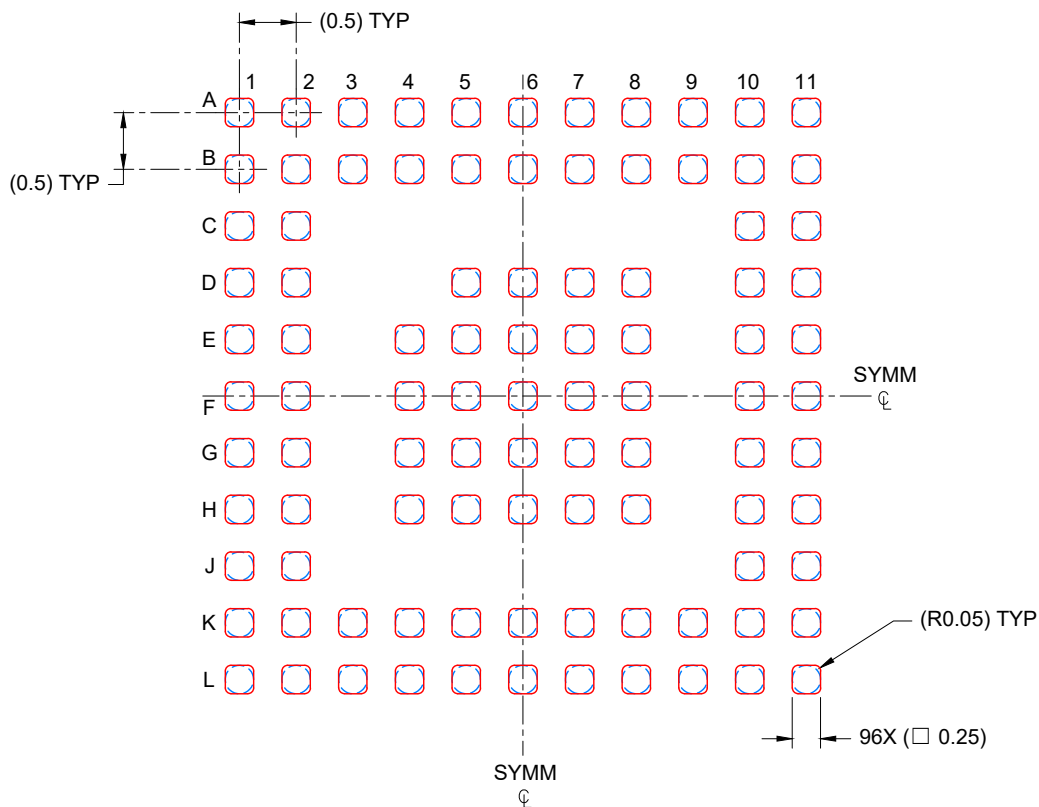 (0.5) TYP
1 2 3 4 5 6 7 8 9 10 11
A
B
(0.5) TYP
C
D
E
SYMM
℄
F
G
H
J
K
(R0.05) TYP
L
96X (□ 0.25)
SYMM
℄